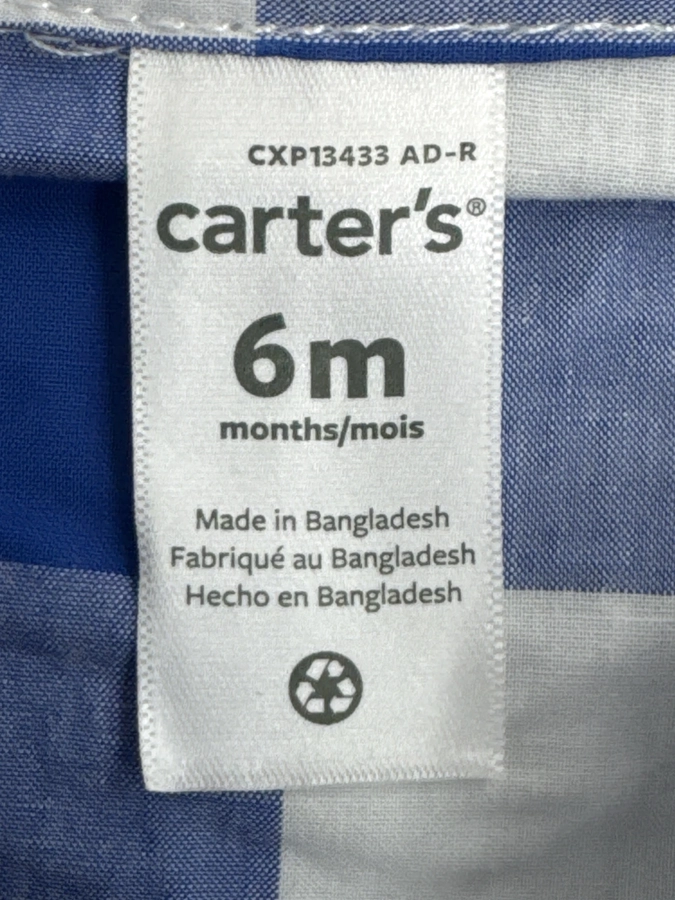 CXP13433 AD-R
carter's®
6m
months/mois
Made in Bangladesh
Fabriqué au Bangladesh
Hecho en Bangladesh